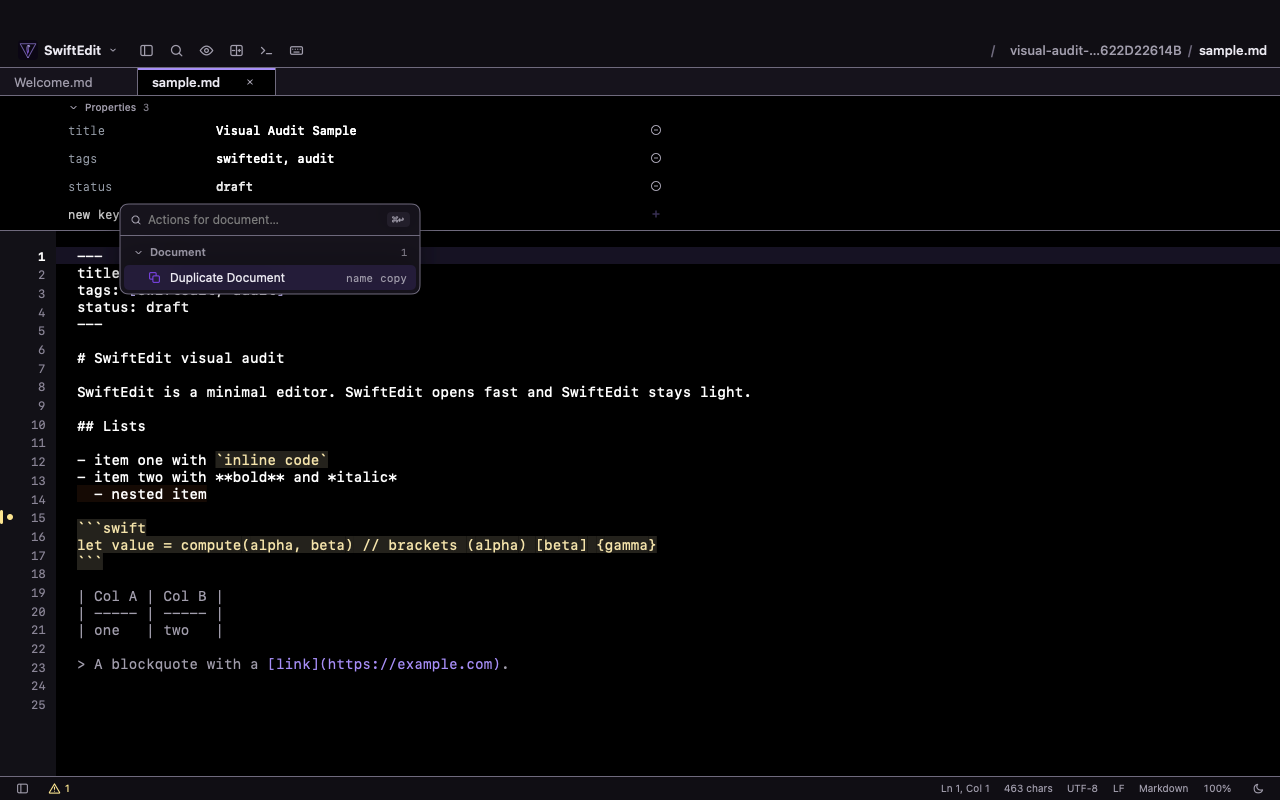 SwiftEdit
/ visual-audit-...622D22614B / sample.md
Welcome.md
sample.md ×
Properties 3
title Visual Audit Sample
tags swiftedit, audit
status draft
new key
Actions for document... ⌘↩
Document 1
Duplicate Document name copy
1 ---
2 title
3 tags:
4 status: draft
5 ---
6
7 # SwiftEdit visual audit
8
9 SwiftEdit is a minimal editor. SwiftEdit opens fast and SwiftEdit stays light.
10
11 ## Lists
12
13 - item one with `inline code`
14 - item two with **bold** and *italic*
15 - nested item
16
17 ```swift
18 let value = compute(alpha, beta) // brackets (alpha) [beta] {gamma}
19 ```
20
21 | Col A | Col B |
22 | ----- | ----- |
23 | one | two |
24
25 > A blockquote with a [link](https://example.com).
1
Ln 1, Col 1 463 chars UTF-8 LF Markdown 100%